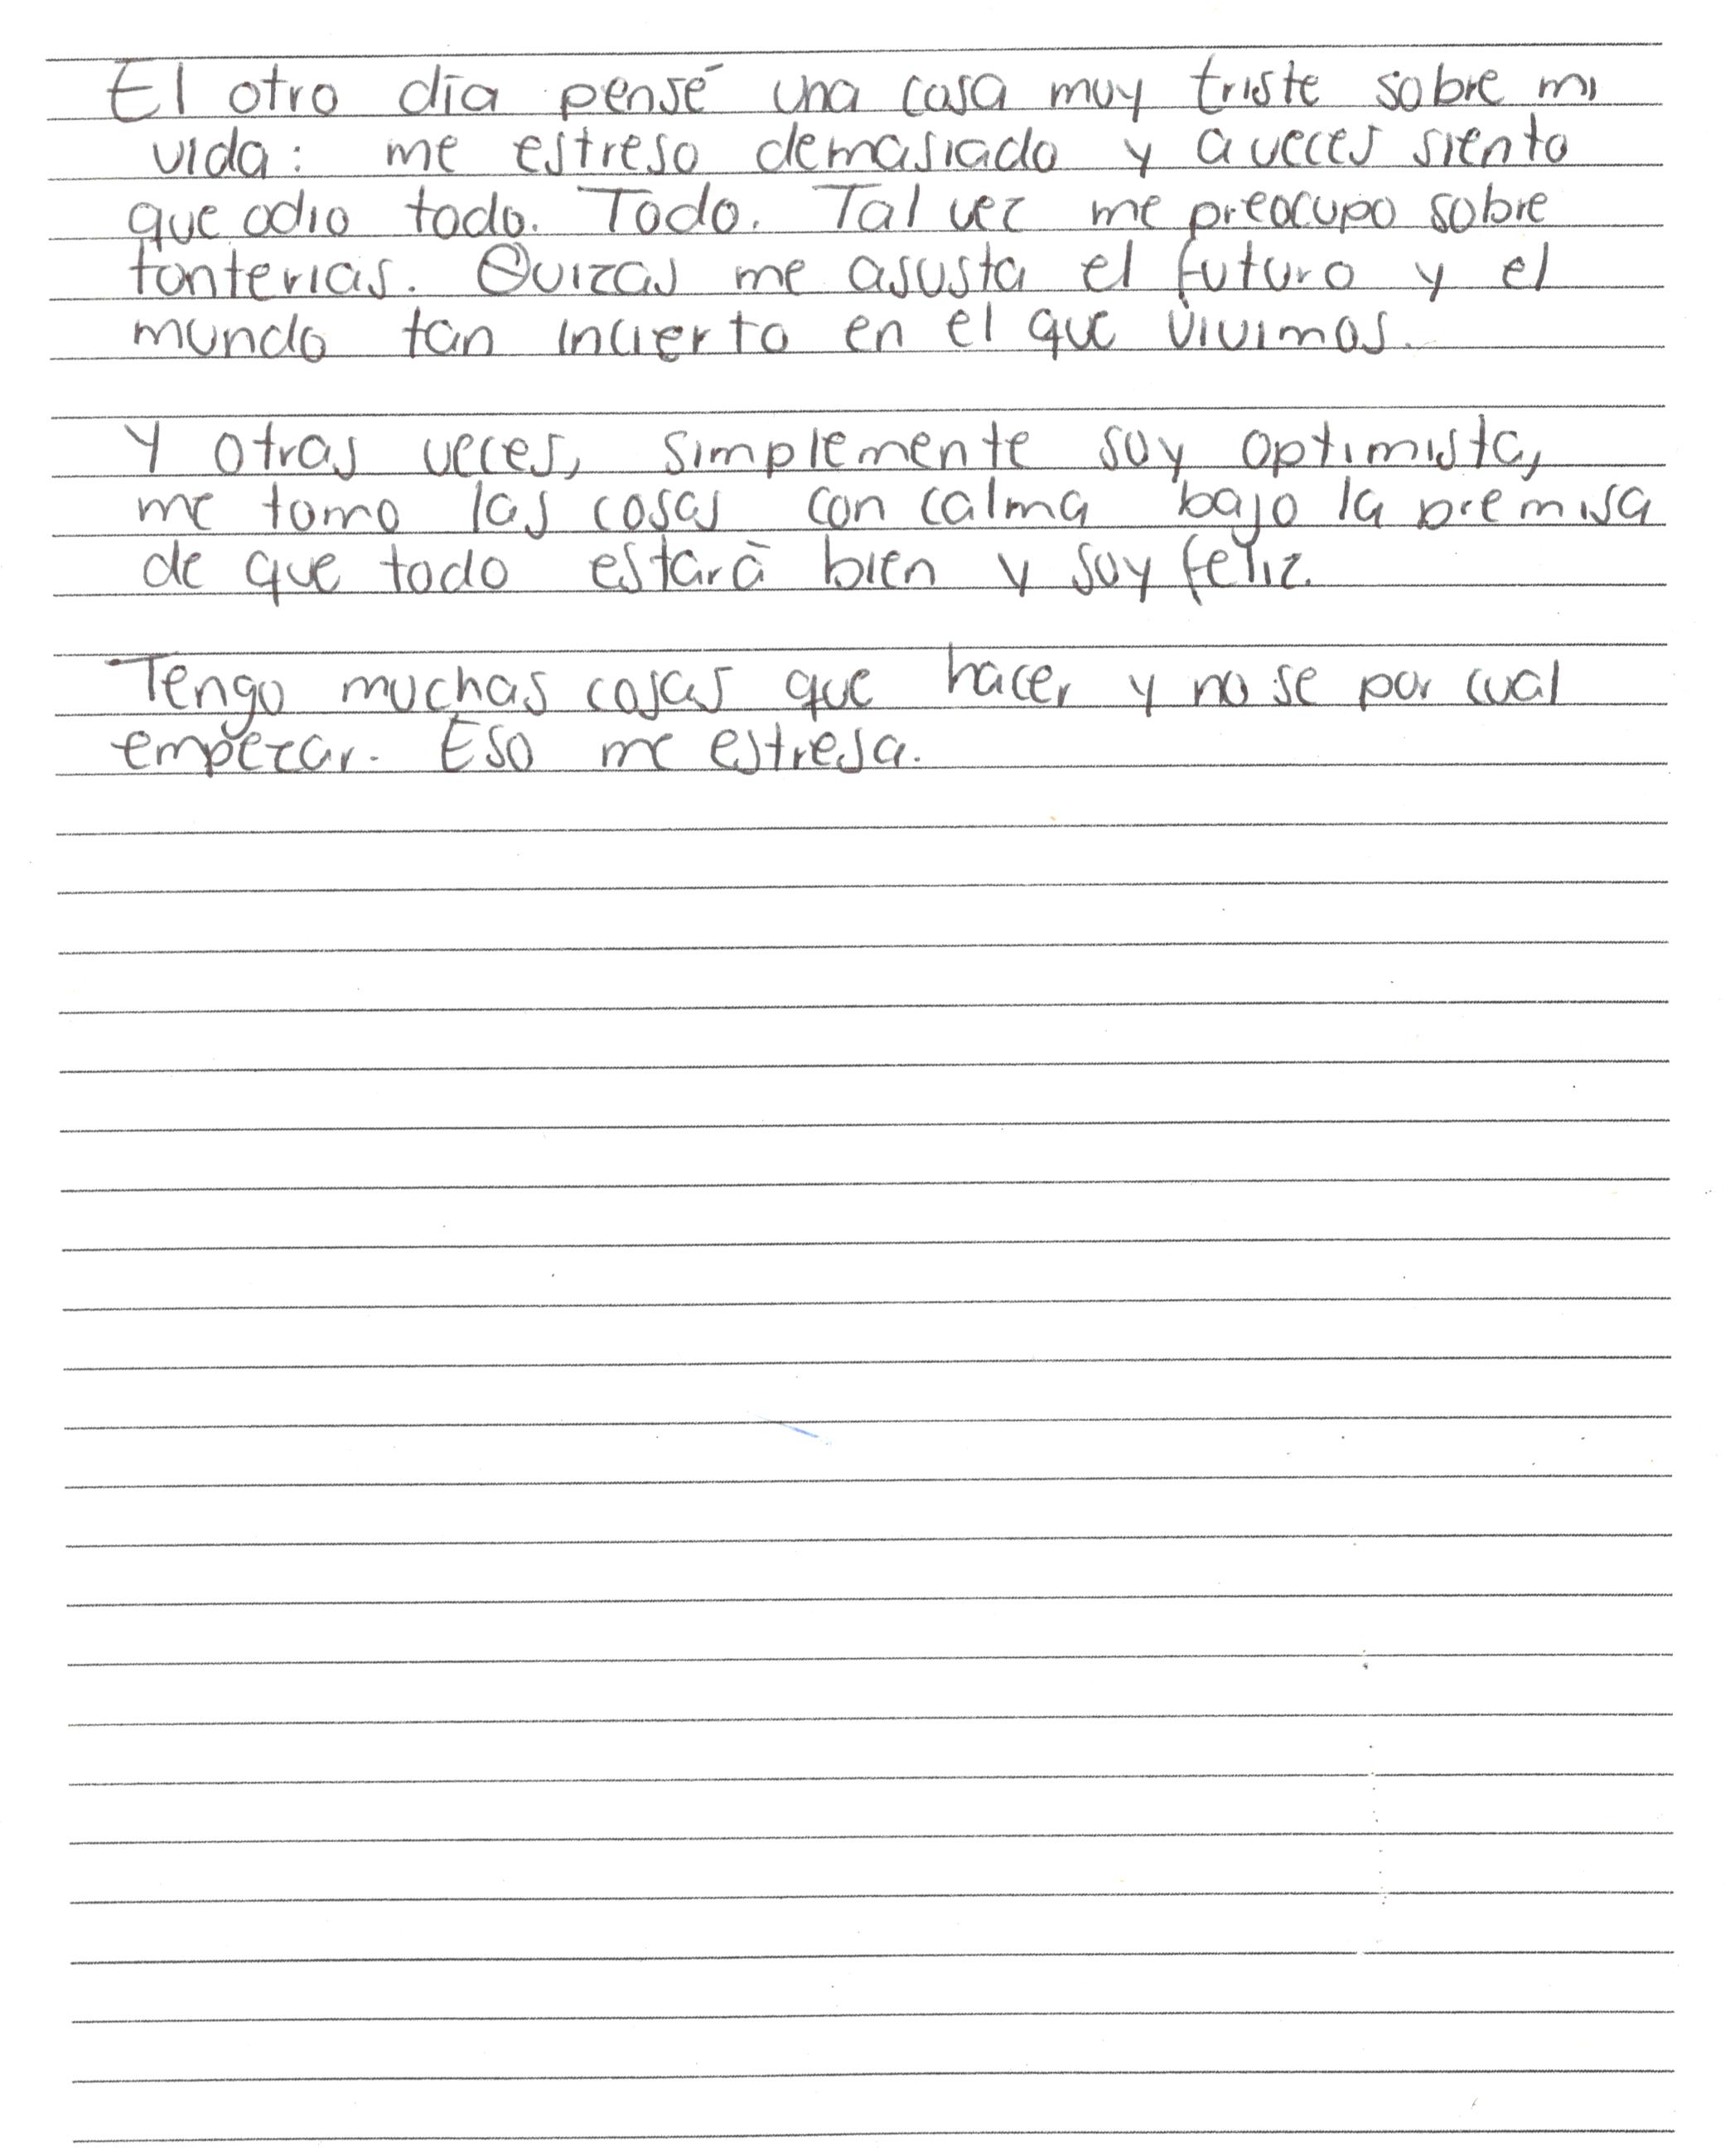 El otro día pensé una cosa muy triste sobre mi
vida: me estreso demasiado y a veces siento
que odio todo. Todo. Tal vez me preocupo sobre
tonterias. Quizas me asusta el futuro y el
mundo tan incierto en el que vivimos.
Y otras veces, simplemente soy optimista,
me tomo las cosas con calma bajo la premisa
de que todo estará bien y soy feliz.
Tengo muchas cosas que hacer y no se por cual
empezar. Eso me estresa.